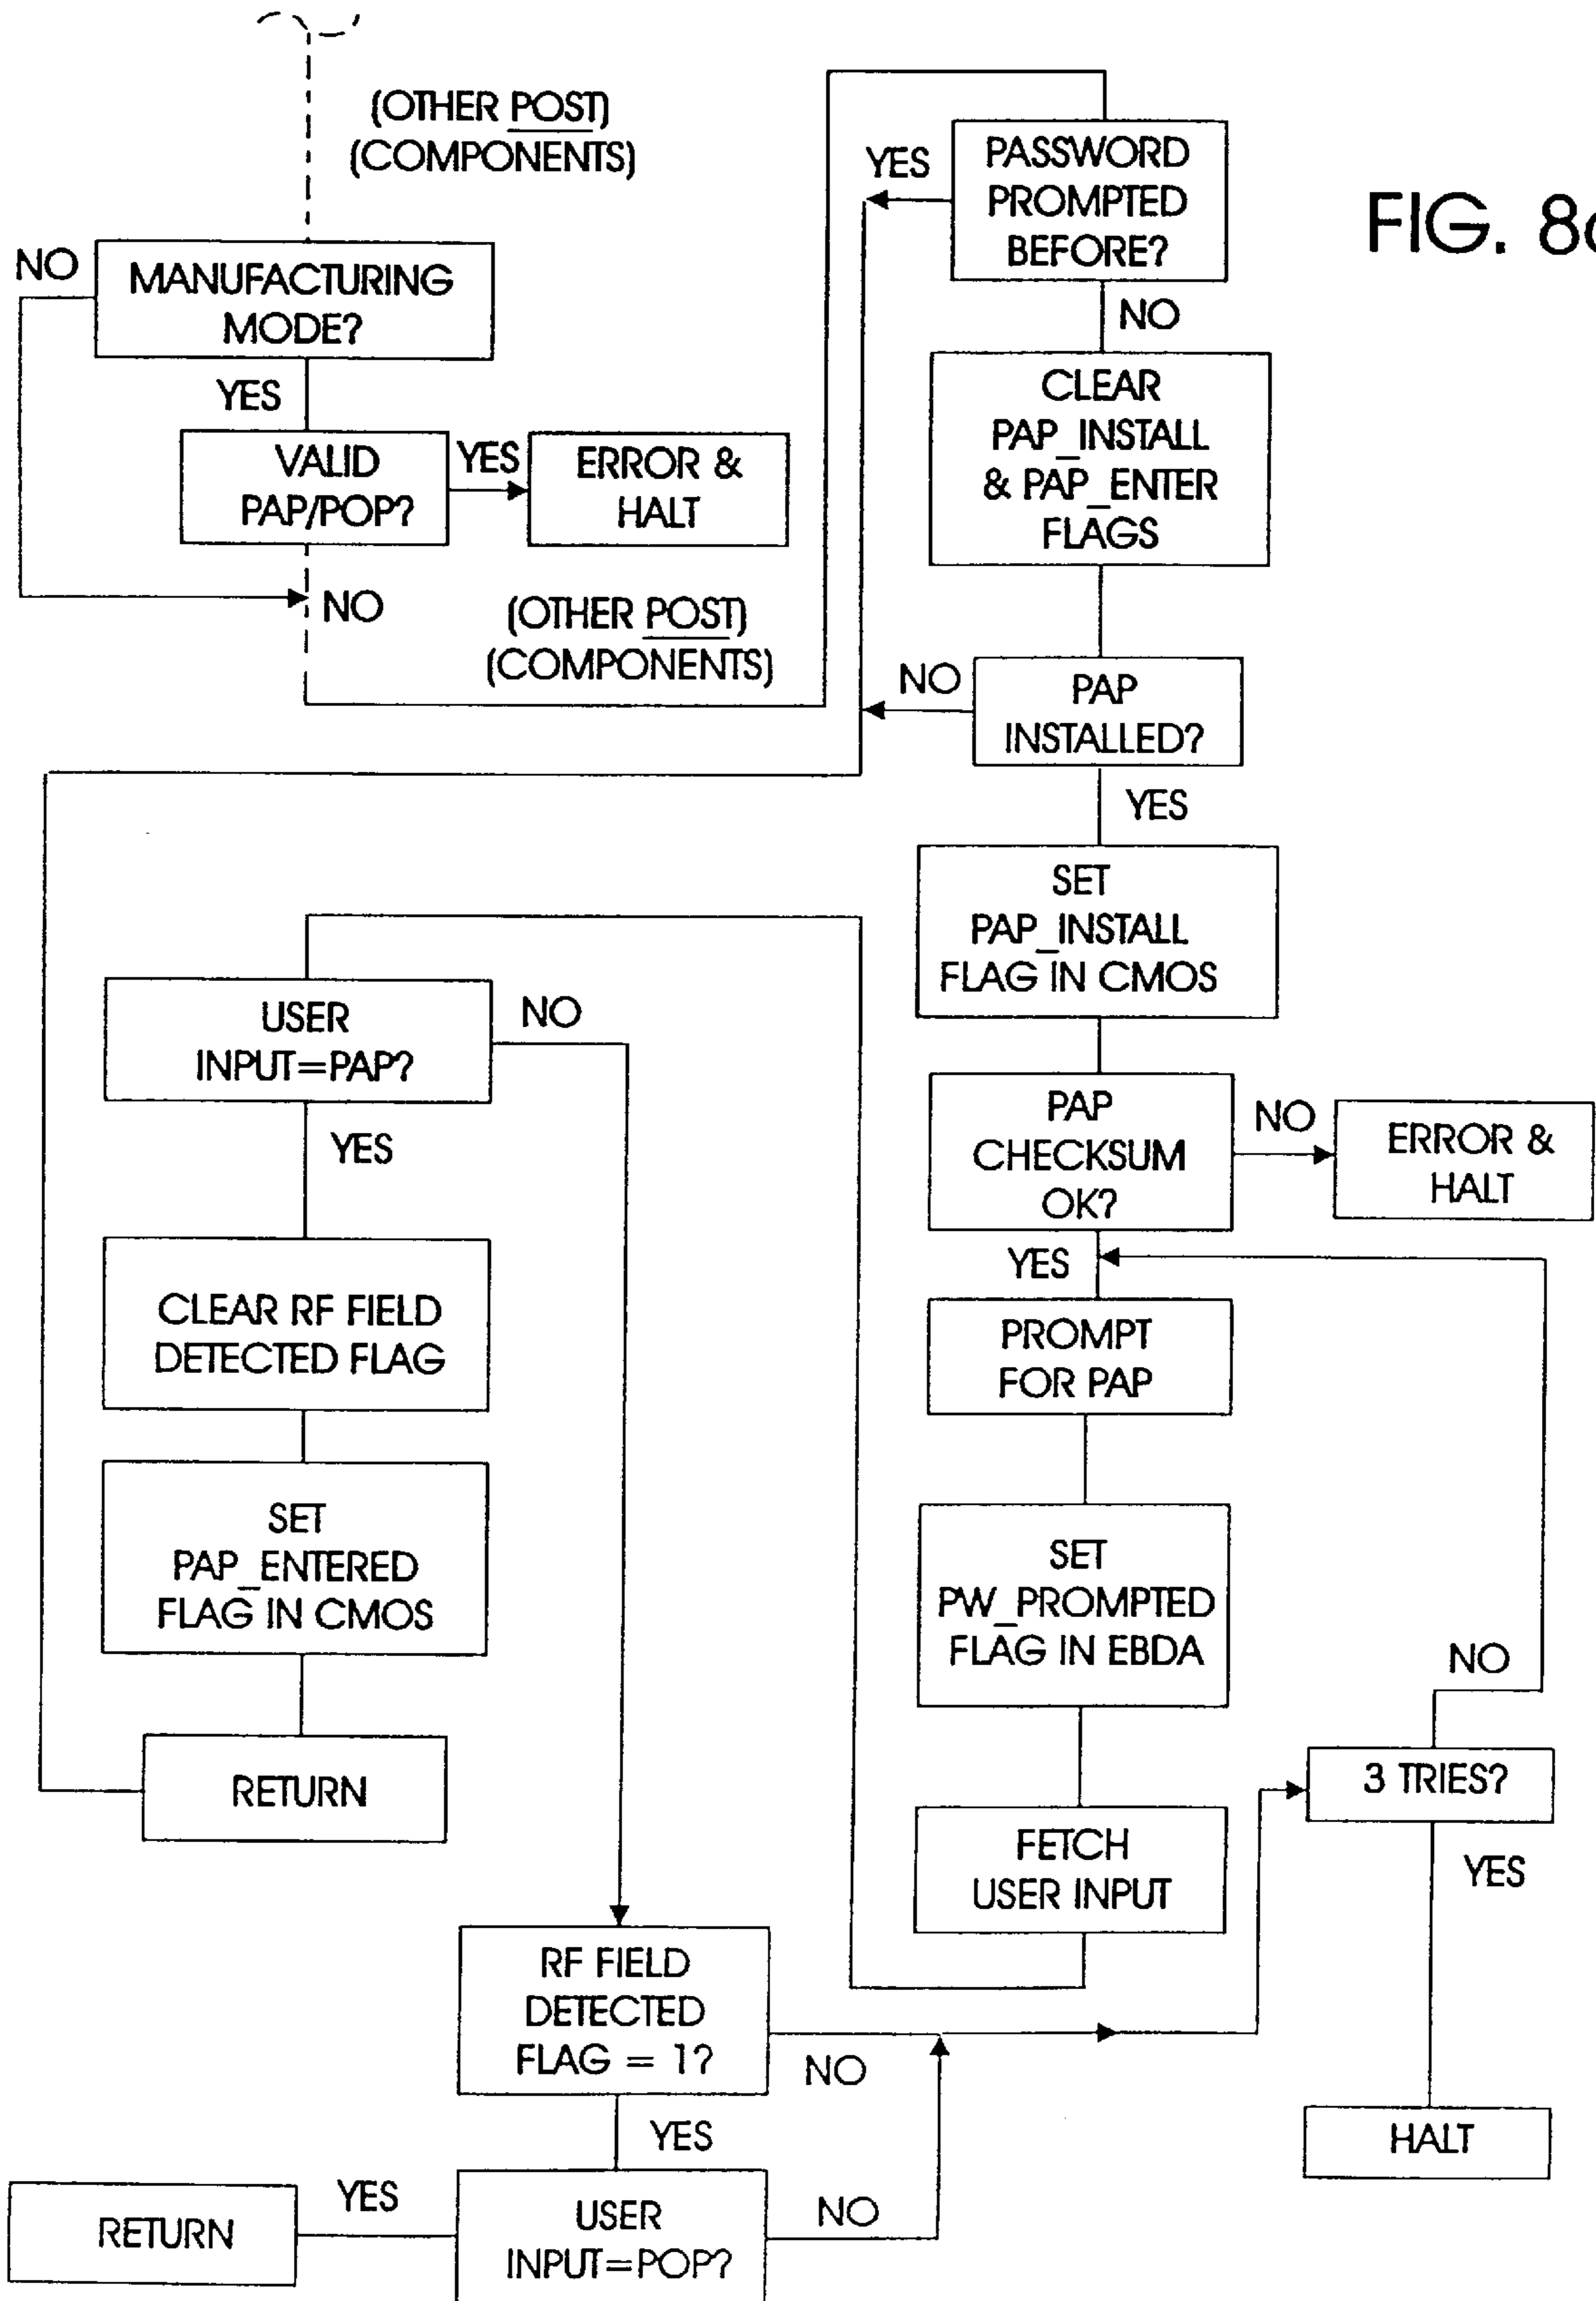 (OTHER POST)
(COMPONENTS)
NO
MANUFACTURING
MODE?
YES
VALID
PAP/POP?
YES
ERROR &
HALT
NO
(OTHER POST)
(COMPONENTS)
FIG. 8
PASSWORD
PROMPTED
BEFORE?
YES
NO
CLEAR
PAP_INSTALL
& PAP_ENTER
FLAGS
PAP
INSTALLED?
NO
YES
SET
PAP_INSTALL
FLAG IN CMOS
PAP
CHECKSUM
OK?
NO
ERROR &
HALT
YES
PROMPT
FOR PAP
SET
PW_PROMPTED
FLAG IN EBDA
FETCH
USER INPUT
USER
INPUT=PAP?
NO
YES
CLEAR RF FIELD
DETECTED FLAG
SET
PAP_ENTERED
FLAG IN CMOS
RETURN
RF FIELD
DETECTED
FLAG = 1?
NO
YES
USER
INPUT=POP?
YES
RETURN
NO
3 TRIES?
NO
YES
HALT